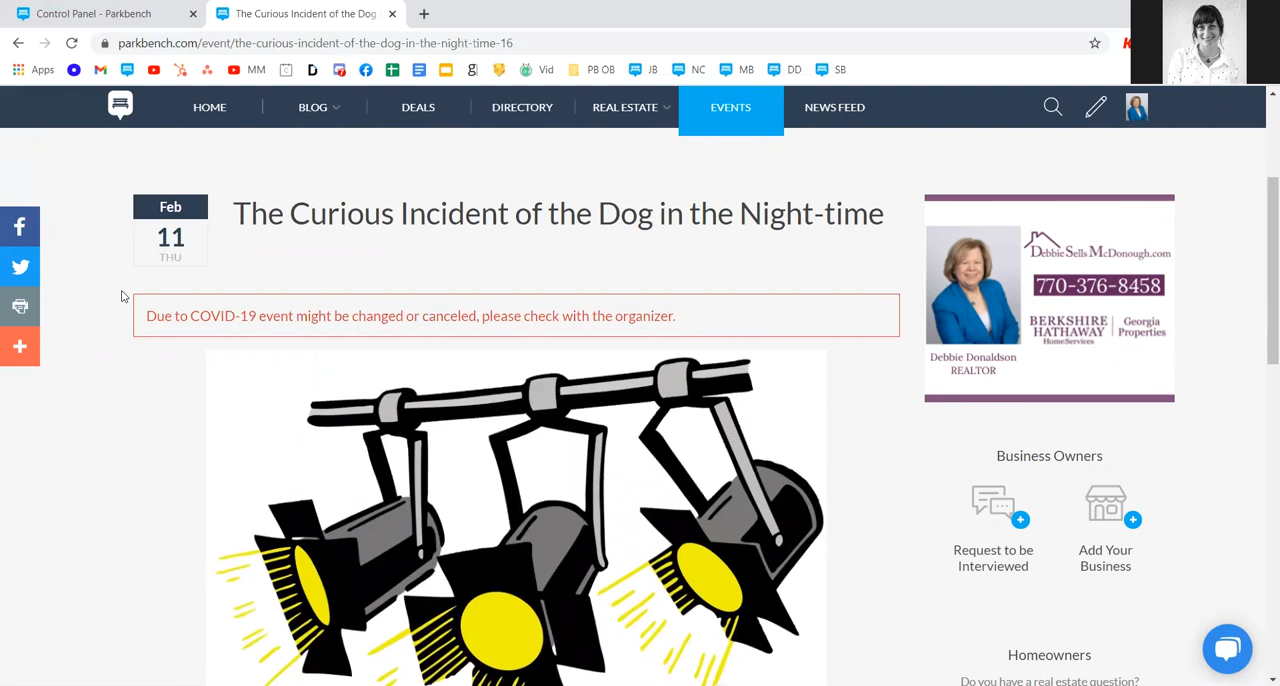 Control Panel - Parkbench
The Curious Incident of the Dog
parkbench.com/event/the-curious-incident-of-the-dog-in-the-night-time-16
Apps MM Vid PB OB JB NC MB DD SB
HOME BLOG DEALS DIRECTORY REAL ESTATE EVENTS NEWS FEED
Feb
11
THU
The Curious Incident of the Dog in the Night-time
Due to COVID-19 event might be changed or canceled, please check with the organizer.
DebbieSellsMcDonough.com
770-376-8458
BERKSHIRE HATHAWAY HomeServices
Georgia Properties
Debbie Donaldson
REALTOR
Business Owners
Request to be Interviewed
Add Your Business
Homeowners
Do you have a real estate question?